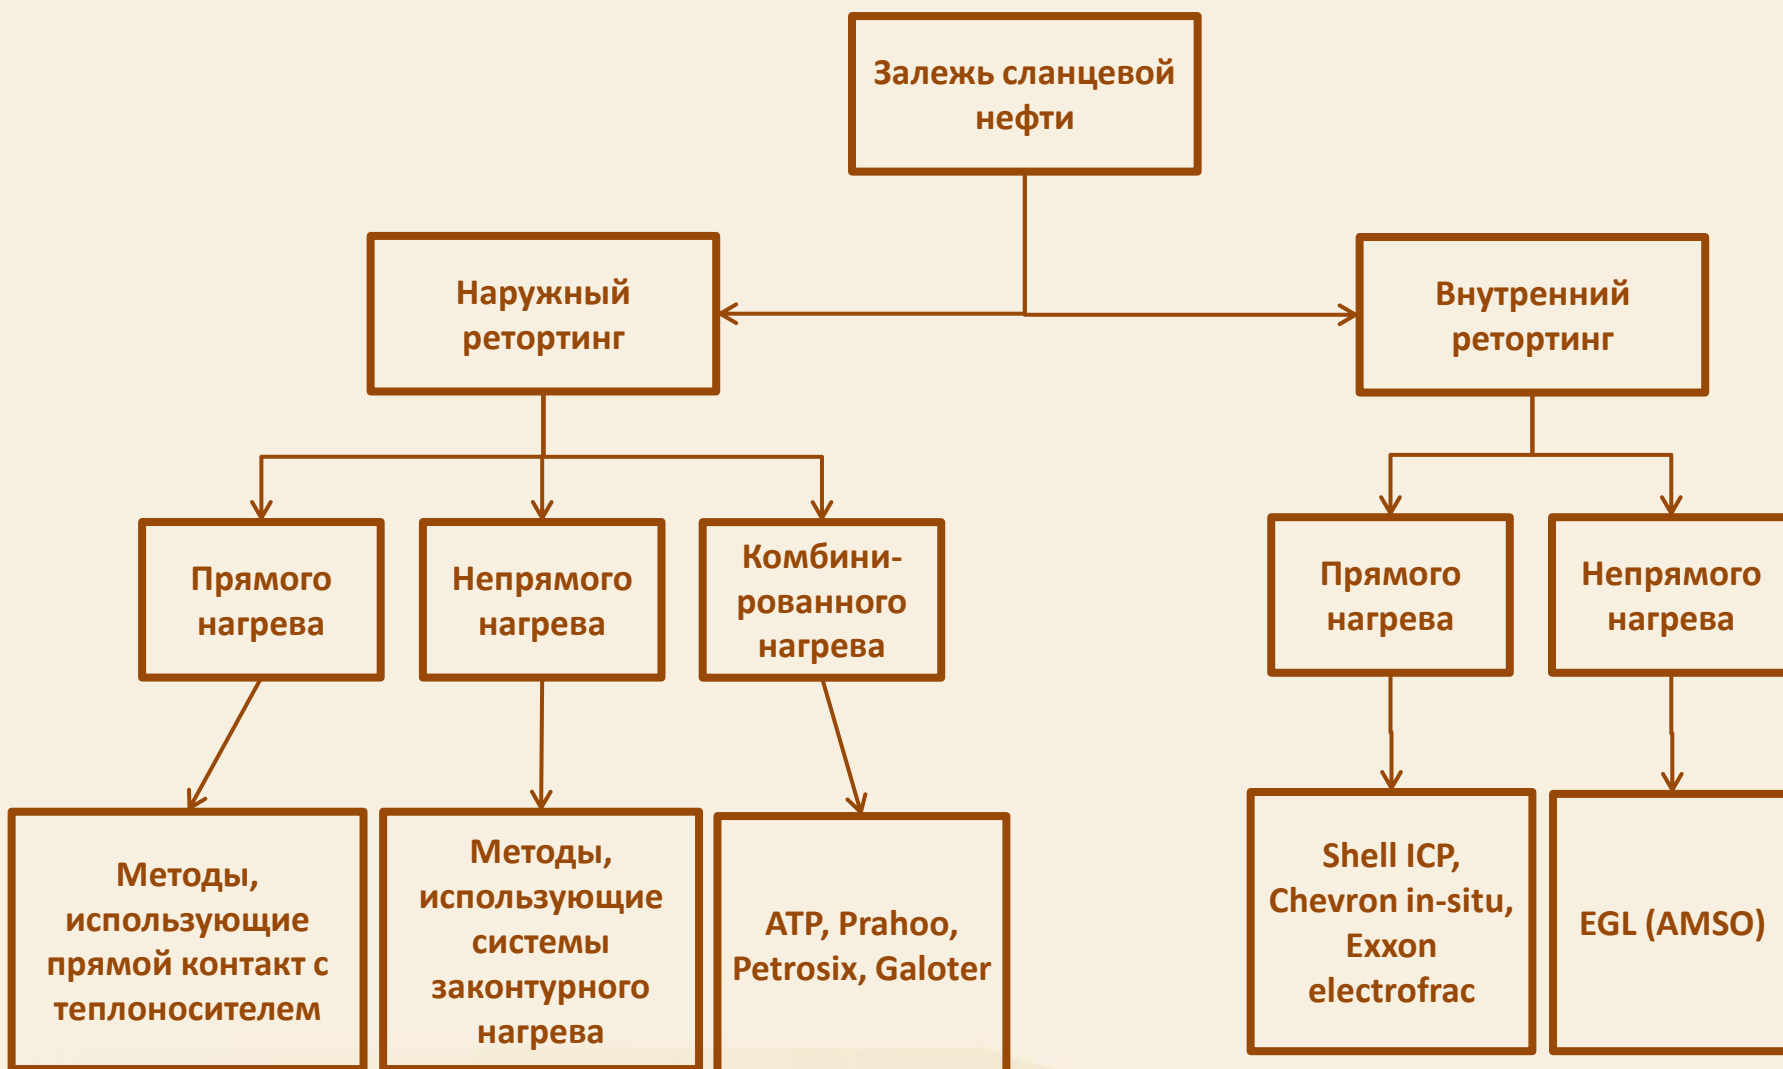 Залежь сланцевой
нефти
Наружный
ретортинг
Внутренний
ретортинг
Прямого
нагрева
Непрямого
нагрева
Комбини-
рованного
нагрева
Прямого
нагрева
Непрямого
нагрева
Методы,
использующие
прямой контакт с
теплоносителем
Методы,
использующие
системы
законтурного
нагрева
ATP, Prahoo,
Petrosix, Galoter
Shell ICP,
Chevron in-situ,
Exxon
electrofrac
EGL (AMSO)